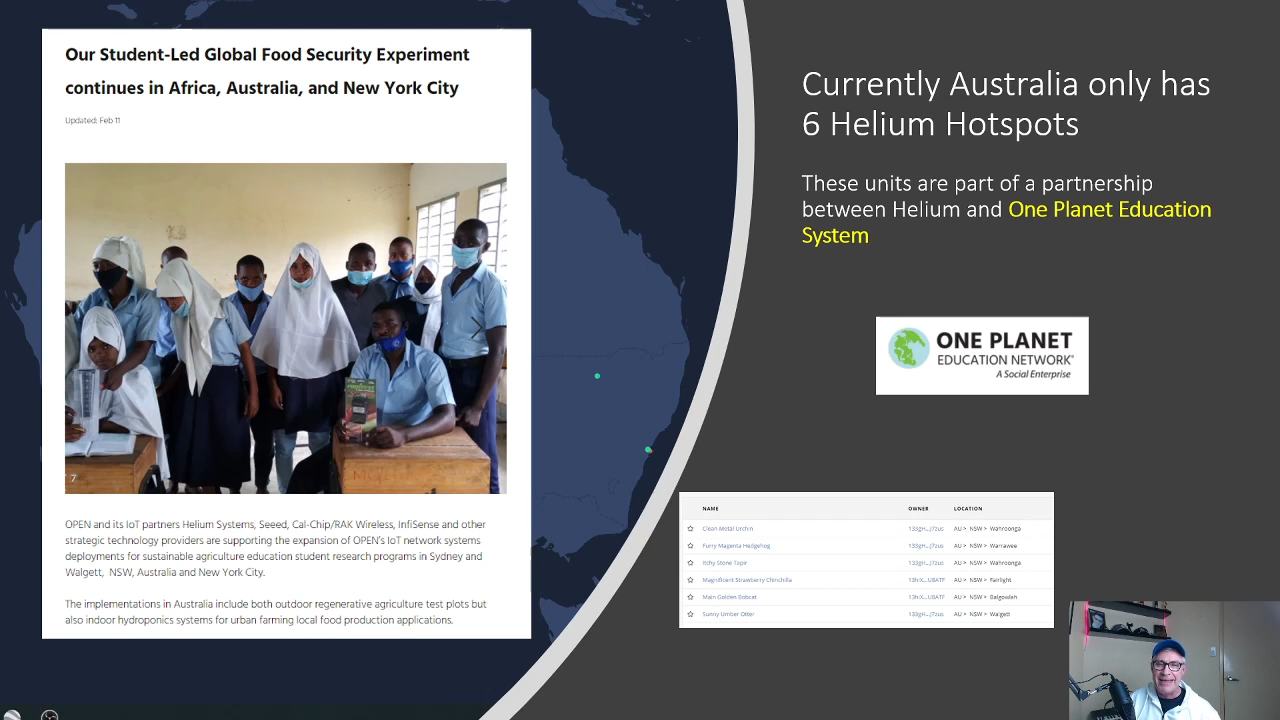 Our Student-Led Global Food Security Experiment
continues in Africa, Australia, and New York City
Updated: Feb 11
7
OPEN and its IoT partners Helium Systems, Seeed, Cal-Chip/RAK Wireless, InfiSense and other
strategic technology providers are supporting the expansion of OPEN's IoT network systems
deployments for sustainable agriculture education student research programs in Sydney and
Walgett, NSW, Australia and New York City.
The implementations in Australia include both outdoor regenerative agriculture test plots but
also indoor hydroponics systems for urban farming local food production applications.
Currently Australia only has
6 Helium Hotspots
These units are part of a partnership
between Helium and One Planet Education
System
ONE PLANET
EDUCATION NETWORK
A Social Enterprise
NAME OWNER LOCATION
Clean Metal Urchin 133gH...J7zus AU > NSW > Wahroonga
Furry Magenta Hedgehog 133gH...J7zus AU > NSW > Warrawee
Itchy Stone Tapir 133gH...J7zus AU > NSW > Wahroonga
Magnificent Strawberry Chinchilla 13hiX...U8ATF AU > NSW > Fairlight
Main Golden Bobcat 13hiX...U8ATF AU > NSW > Balgowlah
Sunny Umber Otter 133gH...J7zus AU > NSW > Walgett